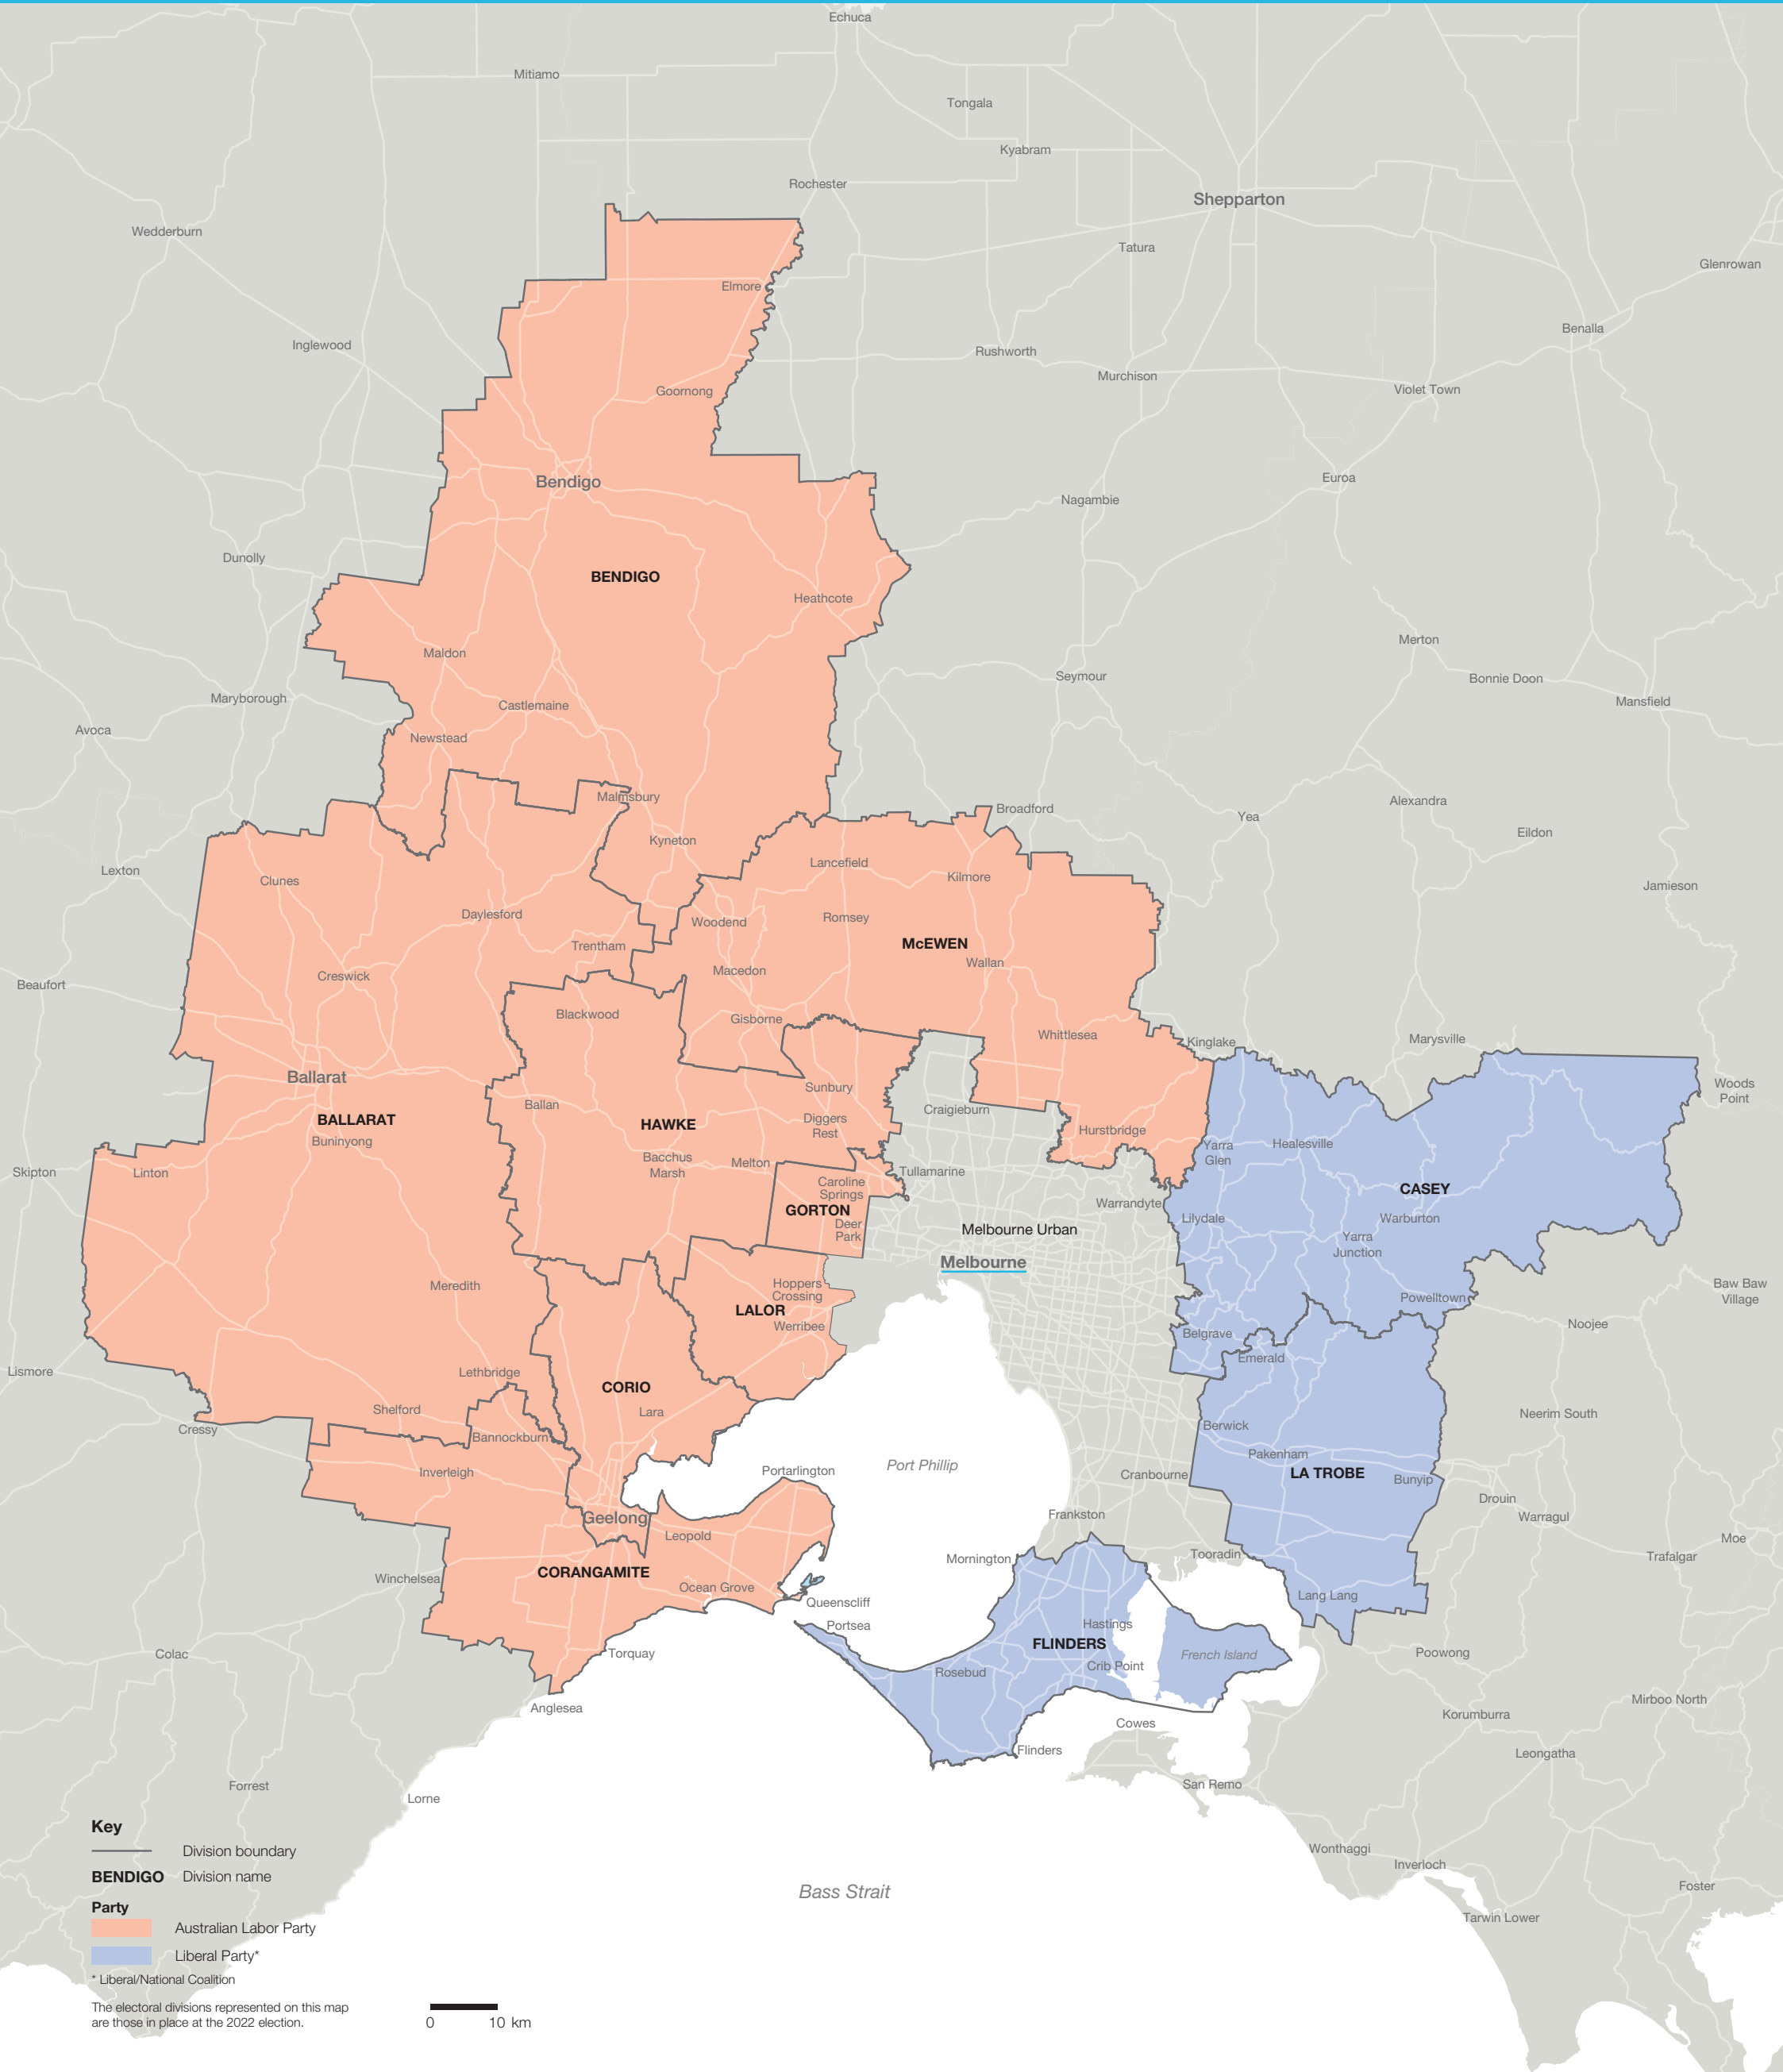 Echuca
Mitiamo
Tongala
Kyabram
Rochester
Shepparton
Wedderburn
Tatura
Glenrowan
Elmore
Benalla
Inglewood
Rushworth
Murchison
Violet Town
Goornong
Bendigo
Euroa
Nagambie
Dunolly
BENDIGO
Heathcote
Merton
Maldon
Seymour
Bonnie Doon
Maryborough
Mansfield
Castlemaine
Avoca
Newstead
Malmsbury
Alexandra
Broadford
Yea
Eildon
Kyneton
Lancefield
Lexton
Kilmore
Clunes
Jamieson
Daylesford
Romsey
Woodend
McEWEN
Trentham
Wallan
Macedon
Creswick
Beaufort
Blackwood
Gisborne
Whittlesea
Marysville
Kinglake
Ballarat
Sunbury
Woods
Point
Ballan
Craigieburn
BALLARAT
HAWKE
Diggers
Rest
Hurstbridge
Buninyong
Healesville
Yarra
Glen
Bacchus
Marsh
Melton
Skipton
Linton
Tullamarine
Caroline
Springs
CASEY
Warrandyte
GORTON
Lilydale
Warburton
Deer
Park
Melbourne Urban
Yarra
Junction
Melbourne
Meredith
Hoppers
Crossing
Baw Baw
Village
Powelltown
LALOR
Werribee
Noojee
Belgrave
Emerald
Lismore
Lethbridge
CORIO
Shelford
Lara
Neerim South
Cressy
Berwick
Bannockburn
Pakenham
Port Phillip
Inverleigh
Portarlington
LA TROBE
Cranbourne
Bunyip
Drouin
Geelong
Frankston
Warragul
Leopold
Moe
Mornington
Tooradin
Trafalgar
CORANGAMITE
Winchelsea
Ocean Grove
Lang Lang
Queenscliff
Portsea
Hastings
FLINDERS
Torquay
Colac
French Island
Poowong
Crib Point
Rosebud
Mirboo North
Anglesea
Korumburra
Cowes
Flinders
Leongatha
Forrest
San Remo
Lorne
Key
Division boundary
Wonthaggi
Inverloch
BENDIGO Division name
Foster
Bass Strait
Party
Tarwin Lower
Australian Labor Party
Liberal Party*
* Liberal/National Coalition
The electoral divisions represented on this map
are those in place at the 2022 election.
0 10 km